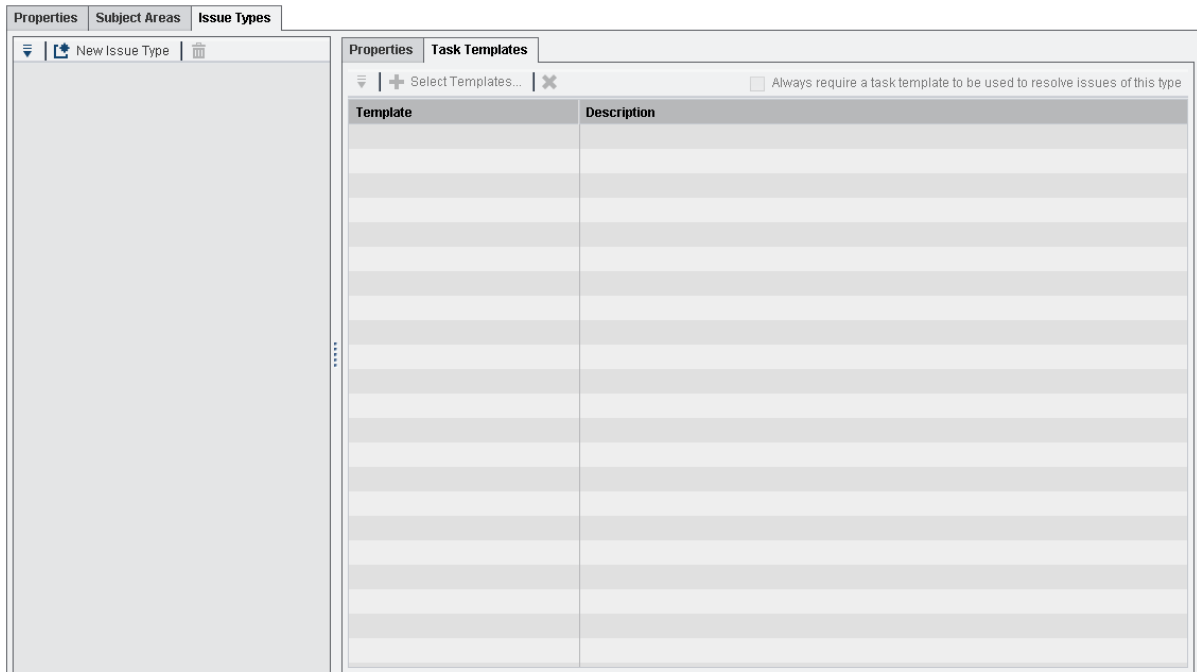 Properties Subject Areas Issue Types
New Issue Type
Properties Task Templates
Select Templates... Always require a task template to be used to resolve issues of this type
Template Description